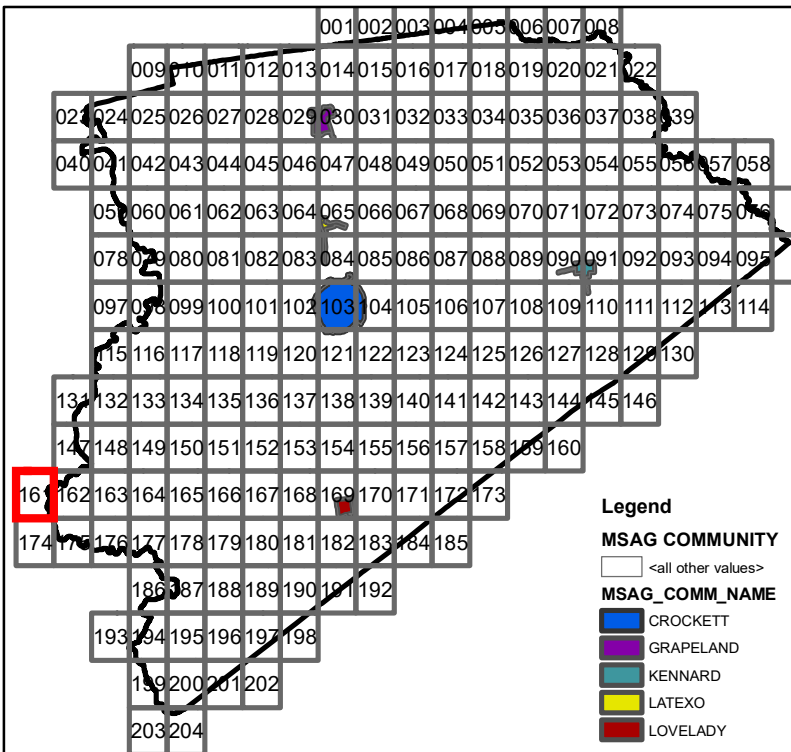 001 002 003 004 005 006 007 008
009 010 011 012 013 014 015 016 017 018 019 020 021 022
023 024 025 026 027 028 029 030 031 032 033 034 035 036 037 038 039
040 041 042 043 044 045 046 047 048 049 050 051 052 053 054 055 056 057 058
059 060 061 062 063 064 065 066 067 068 069 070 071 072 073 074 075 076
078 079 080 081 082 083 084 085 086 087 088 089 090 091 092 093 094 095
097 098 099 100 101 102 103 104 105 106 107 108 109 110 111 112 113 114
115 116 117 118 119 120 121 122 123 124 125 126 127 128 129 130
131 132 133 134 135 136 137 138 139 140 141 142 143 144 145 146
147 148 149 150 151 152 153 154 155 156 157 158 159 160
161 162 163 164 165 166 167 168 169 170 171 172 173
174 175 176 177 178 179 180 181 182 183 184 185
186 187 188 189 190 191 192
193 194 195 196 197 198
199 200 201 202
203 204
Legend
MSAG COMMUNITY
<all other values>
MSAG_COMM_NAME
CROCKETT
GRAPELAND
KENNARD
LATEXO
LOVELADY